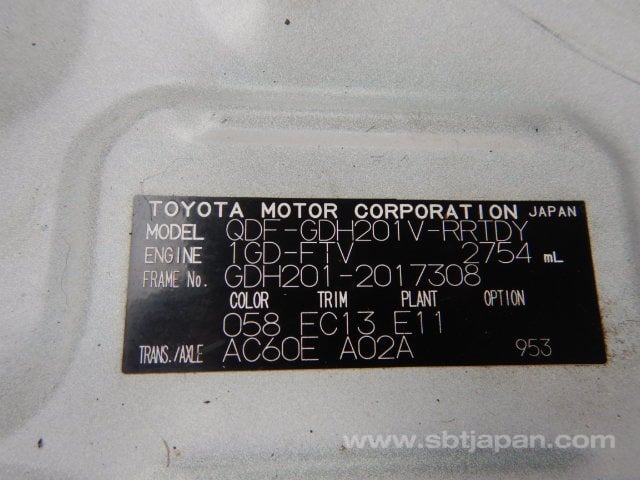 TOYOTA MOTOR CORPORATION JAPAN
MODEL QDF-GDH201V-RRTDY
ENGINE 1GD-FTV 2754 mL
FRAME No. GDH201-2017308
COLOR TRIM PLANT OPTION
058 FC13 E11
TRANS./AXLE AC60E A02A 953
www.sbtjapan.com